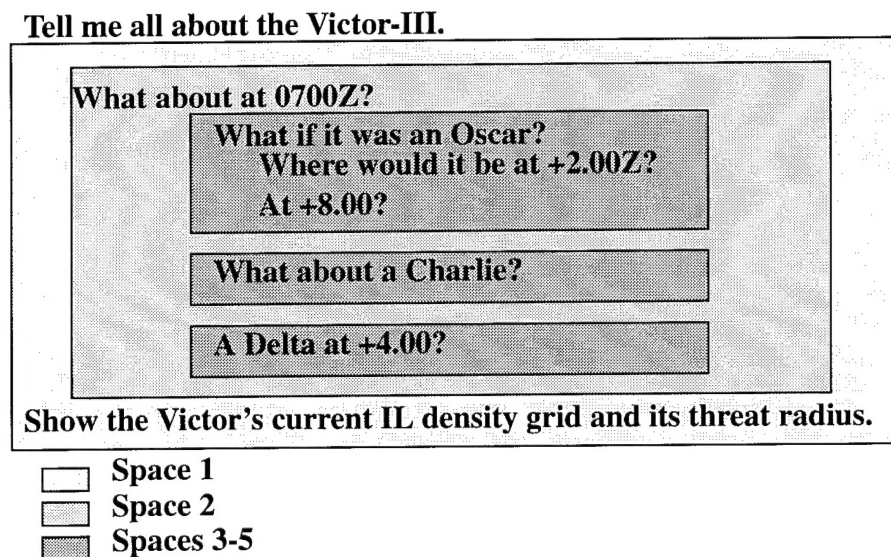 Tell me all about the Victor-III.
What about at 0700Z?
What if it was an Oscar?
Where would it be at +2.00Z?
At +8.00?
What about a Charlie?
A Delta at +4.00?
Show the Victor's current IL density grid and its threat radius.
Space 1
Space 2
Spaces 3-5